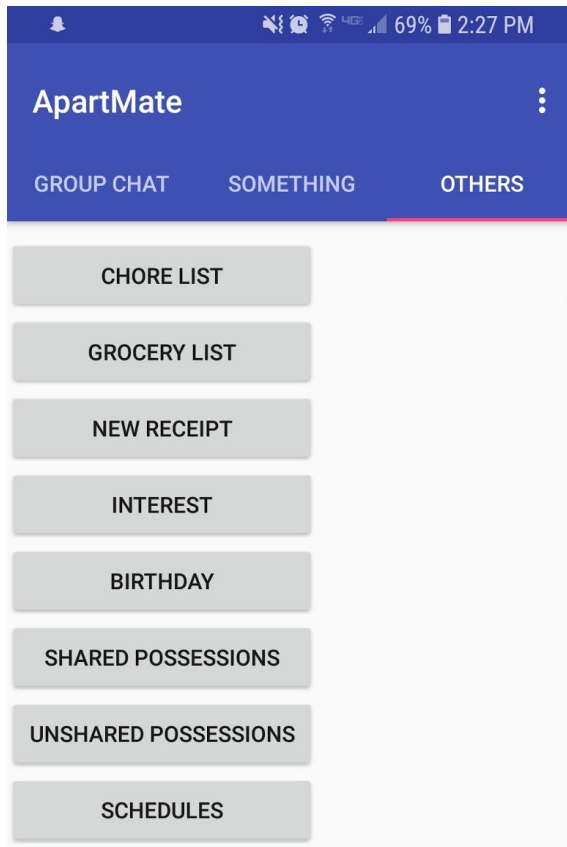 4GE 69% 2:27 PM
ApartMate
GROUP CHAT SOMETHING OTHERS
CHORE LIST
GROCERY LIST
NEW RECEIPT
INTEREST
BIRTHDAY
SHARED POSSESSIONS
UNSHARED POSSESSIONS
SCHEDULES